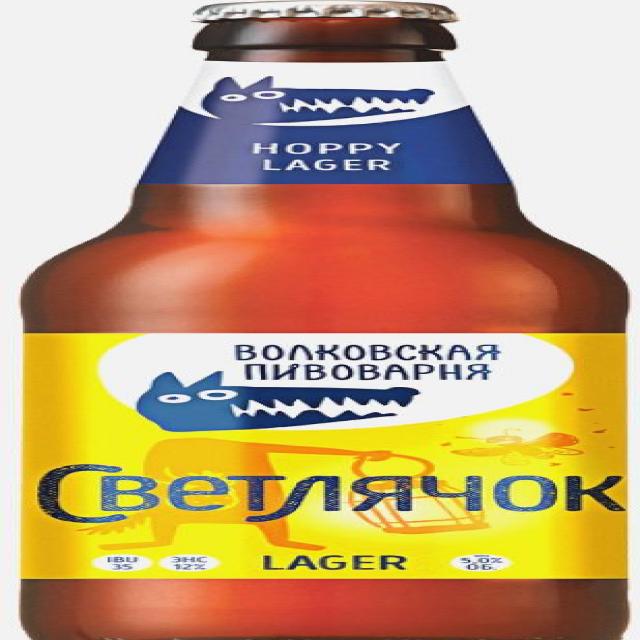 HOPPY
LAGER
ВОЛКОВСКАЯ
ПИВОВАРНЯ
Светлячок
IBU
35
ЭНС
12%
LAGER
5,0%
ОБ.